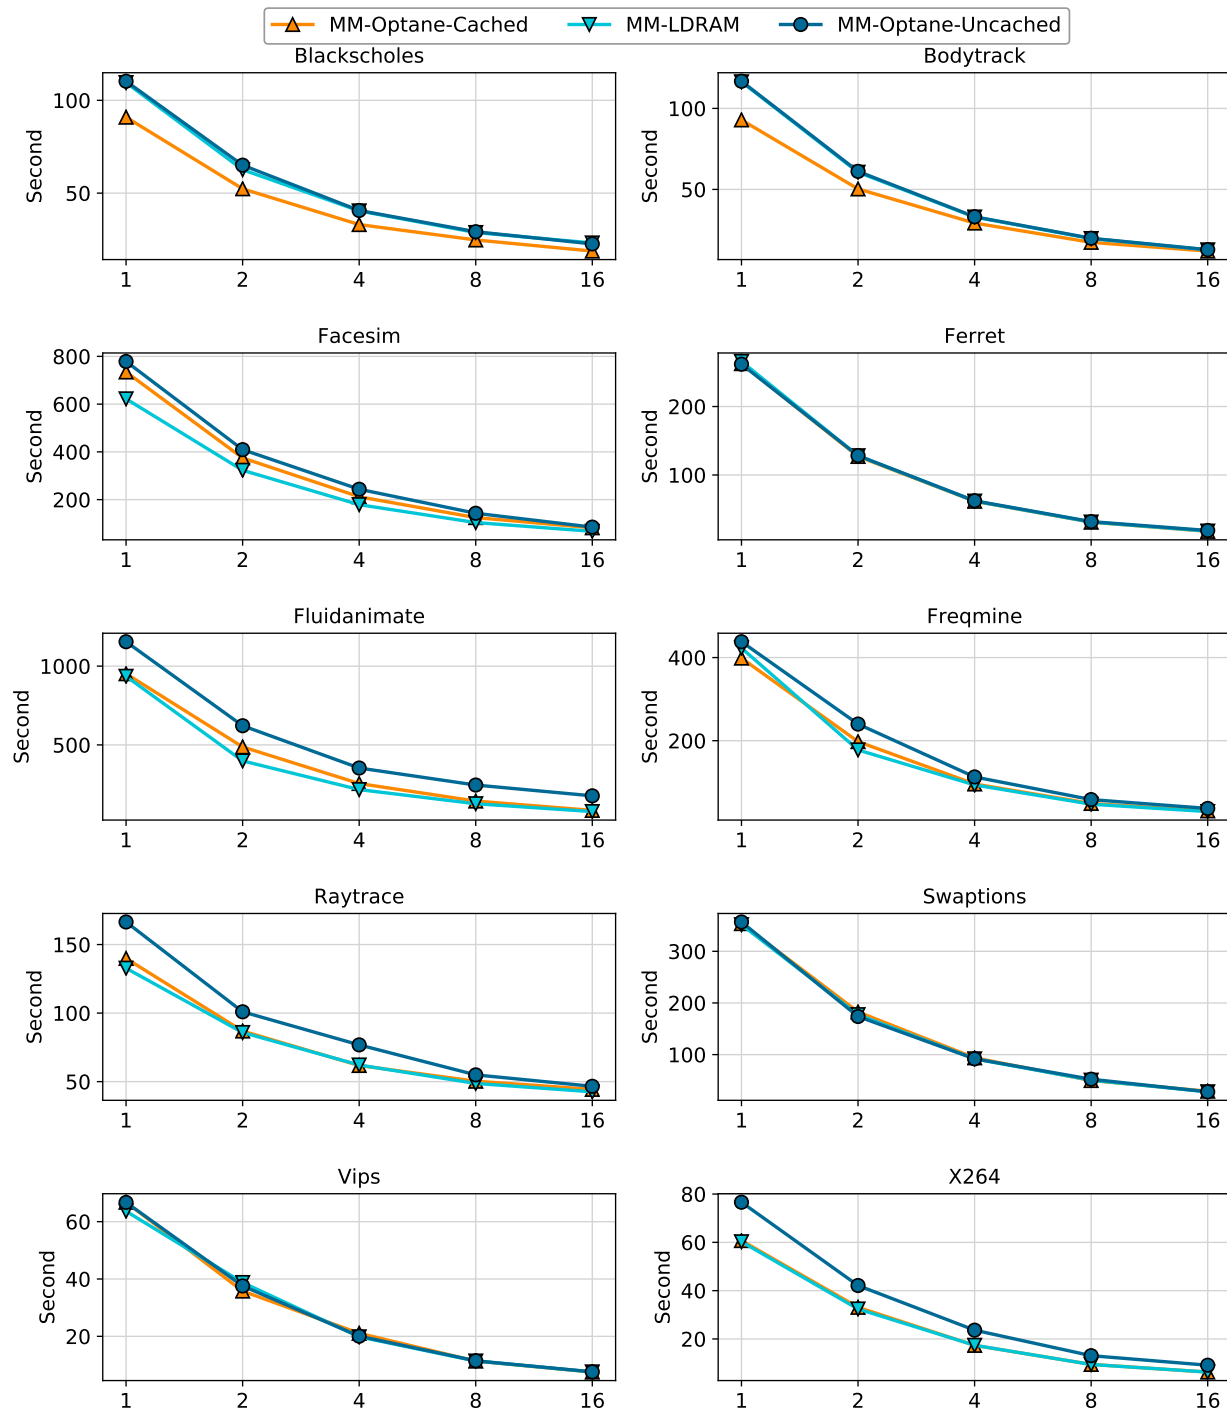 MM-Optane-Cached MM-LDRAM MM-Optane-Uncached
Blackscholes
Second
100
50
1 2 4 8 16
Bodytrack
Second
100
50
1 2 4 8 16
Facesim
Second
800
600
400
200
1 2 4 8 16
Ferret
Second
200
100
1 2 4 8 16
Fluidanimate
Second
1000
500
1 2 4 8 16
Freqmine
Second
400
200
1 2 4 8 16
Raytrace
Second
150
100
50
1 2 4 8 16
Swaptions
Second
300
200
100
1 2 4 8 16
Vips
Second
60
40
20
1 2 4 8 16
X264
Second
80
60
40
20
1 2 4 8 16